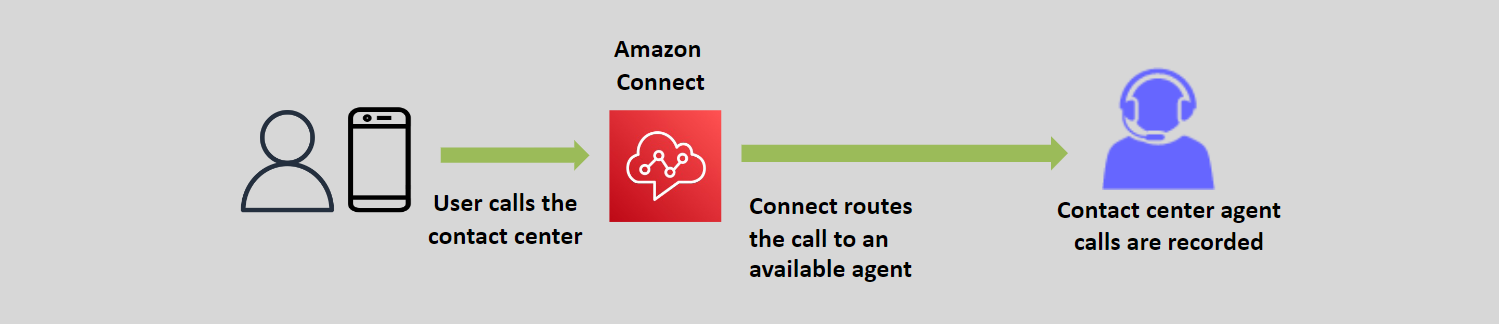 Amazon
Connect
User calls the
contact center
Connect routes
the call to an
available agent
Contact center agent
calls are recorded